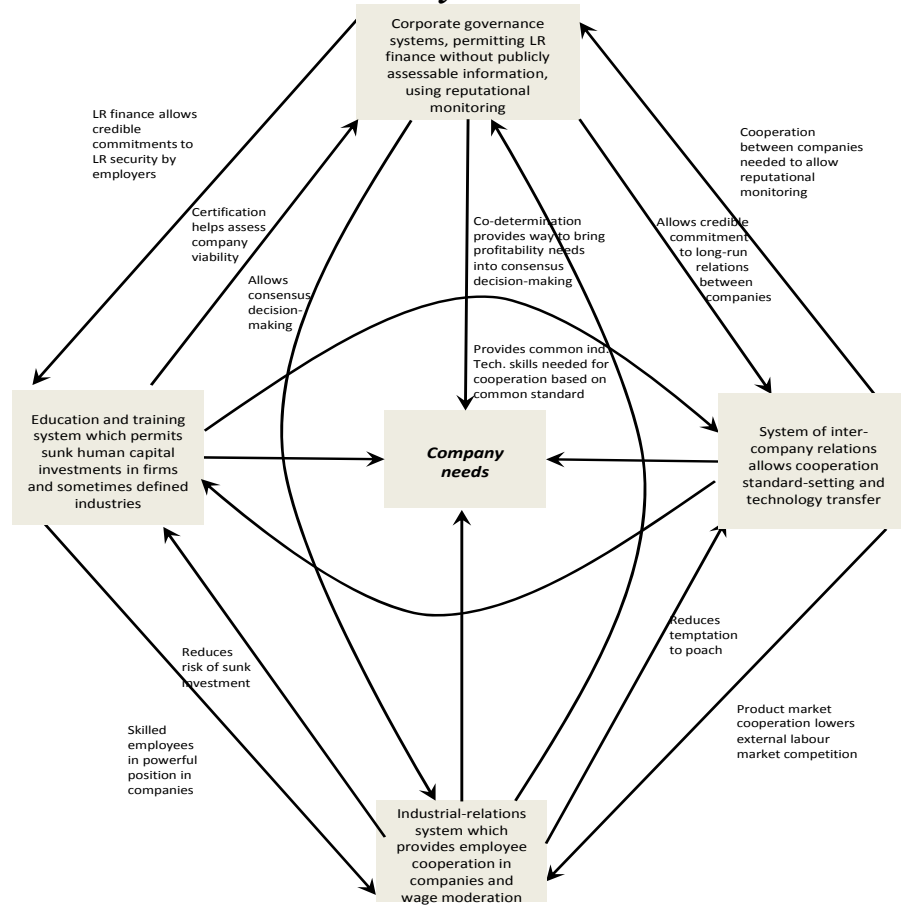 Corporate governance
systems, permitting LR
finance without publicly
assessable information,
using reputational
monitoring
LR finance allows
credible
commitments to
LR security by
employers
Cooperation
between companies
needed to allow
reputational
monitoring
Certification
helps assess
company
viability
Co-determination
provides way to bring
profitability needs
into consensus
decision-making
Allows credible
commitment
to long-run
relations
between
companies
Allows
consensus
decision-
making
Provides common ind.
Tech. skills needed for
cooperation based on
common standard
Education and training
system which permits
sunk human capital
investments in firms
and sometimes defined
industries
Company
needs
System of inter-
company relations
allows cooperation
standard-setting and
technology transfer
Reduces
risk of sunk
investment
Reduces
temptation
to poach
Skilled
employees
in powerful
position in
companies
Product market
cooperation lowers
external labour
market competition
Industrial-relations
system which
provides employee
cooperation in
companies and
wage moderation